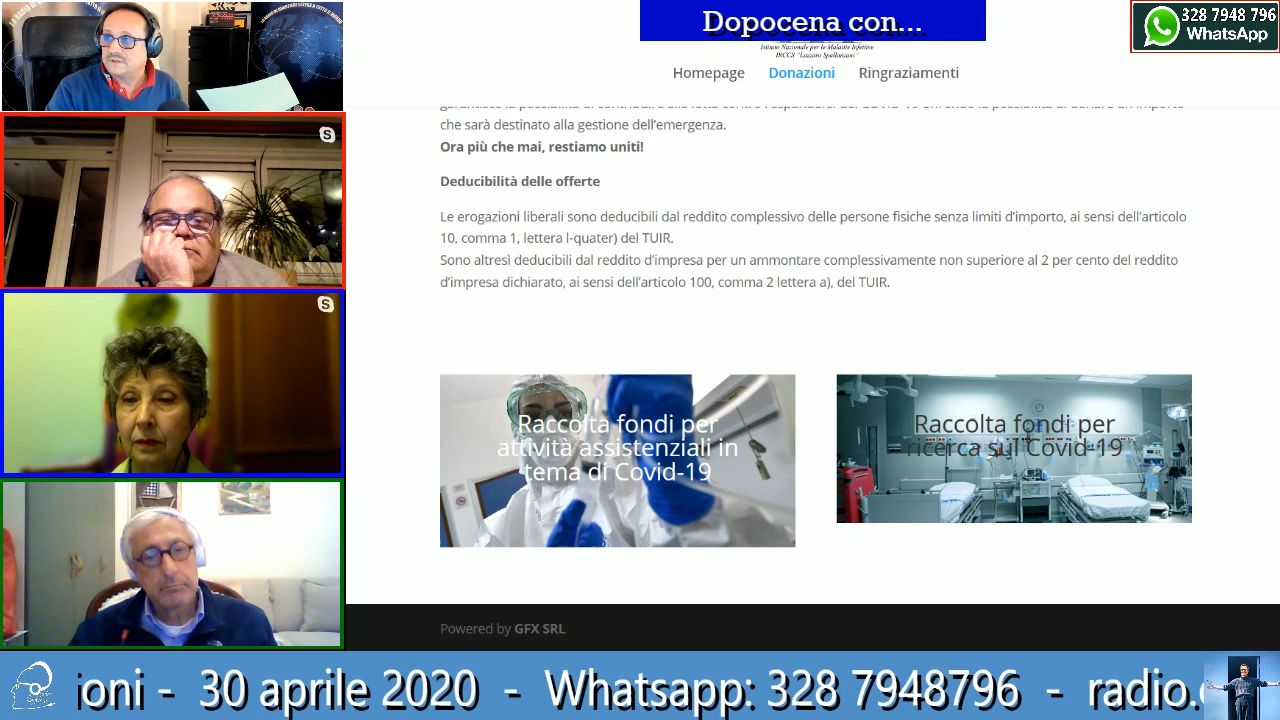 Dopocena con...
328 7948 796
WhatsApp
Istituto Nazionale per le Malattie Infettive
IRCCS "Lazzaro Spallanzani"
Homepage
Donazioni
Ringraziamenti
che sarà destinato alla gestione dell'emergenza.
Ora più che mai, restiamo uniti!
Deducibilità delle offerte
Le erogazioni liberali sono deducibili dal reddito complessivo delle persone fisiche senza limiti d'importo, ai sensi dell'articolo
10, comma 1, lettera l-quater) del TUIR.
Sono altresì deducibili dal reddito d'impresa per un ammontare complessivamente non superiore al 2 per cento del reddito
d'impresa dichiarato, ai sensi dell'articolo 100, comma 2 lettera a), del TUIR.
Raccolta fondi per
attività assistenziali in
tema di Covid-19
Raccolta fondi per
ricerca sul Covid-19
Powered by GFX SRL
ioni - 30 aprile 2020 - Whatsapp: 328 7948796 - radio.